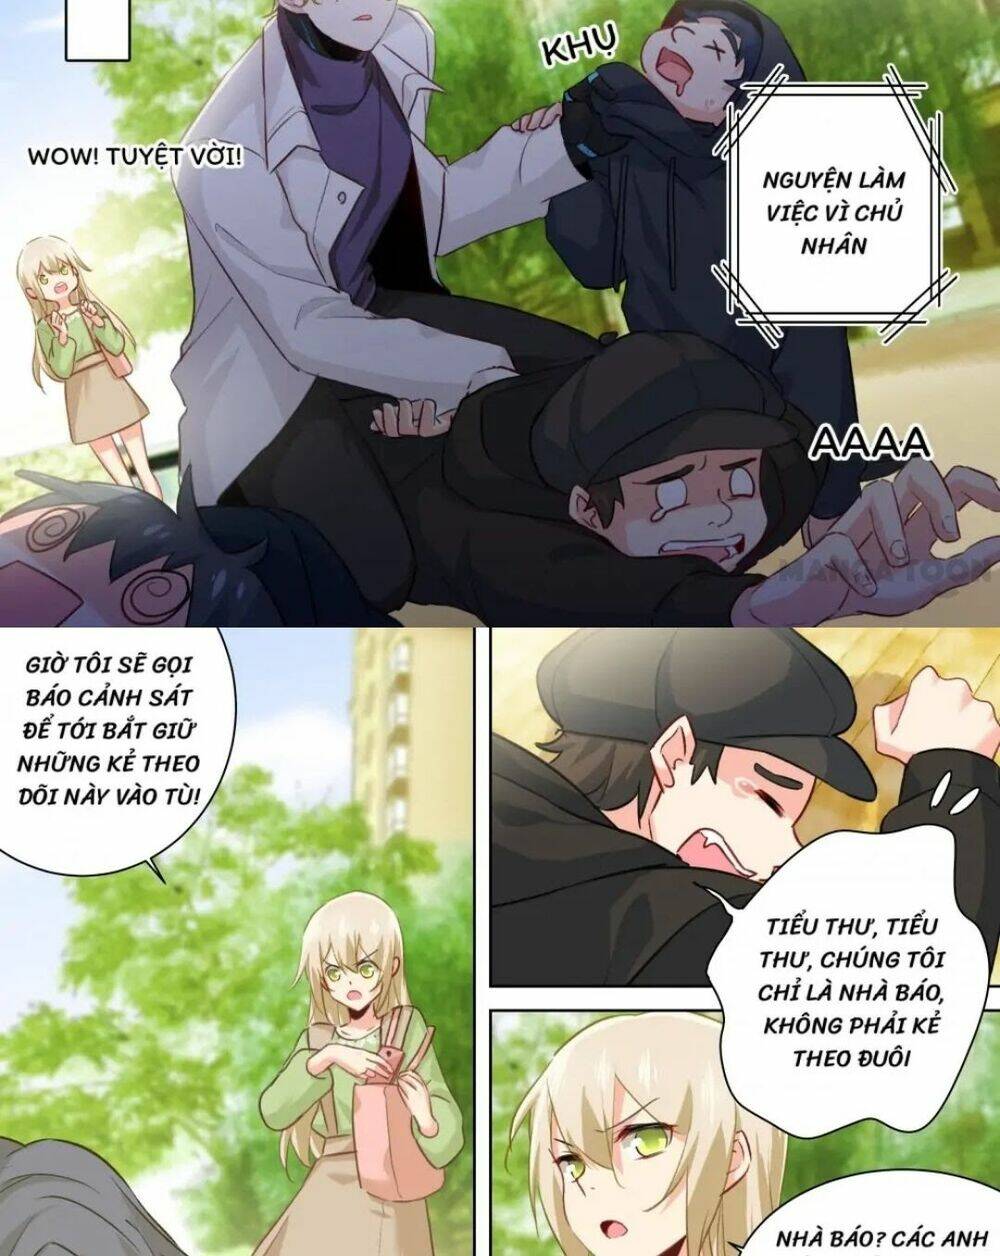 KHỤ
WOW! TUYỆT VỜI!
NGUYỆN LÀM
VIỆC VÌ CHỦ
NHÂN
AAAA
MANGA TOON
GIỜ TÔI SẼ GỌI
BÁO CẢNH SÁT
ĐỂ TỚI BẮT GIỮ
NHỮNG KẺ THEO
DÕI NÀY VÀO TÙ!
TIỂU THƯ, TIỂU
THƯ, CHÚNG TÔI
CHỈ LÀ NHÀ BÁO,
KHÔNG PHẢI KẺ
THEO ĐUÔI
NHÀ BÁO? CÁC ANH